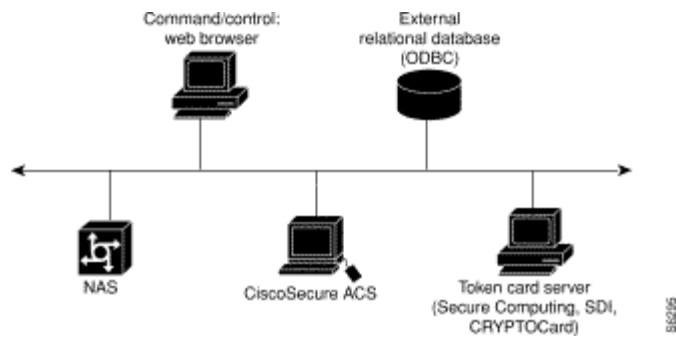 Command/control:
web browser
External
relational database
(ODBC)
NAS
CiscoSecure ACS
Token card server
(Secure Computing, SDI,
CRYPTOCard)
S6295